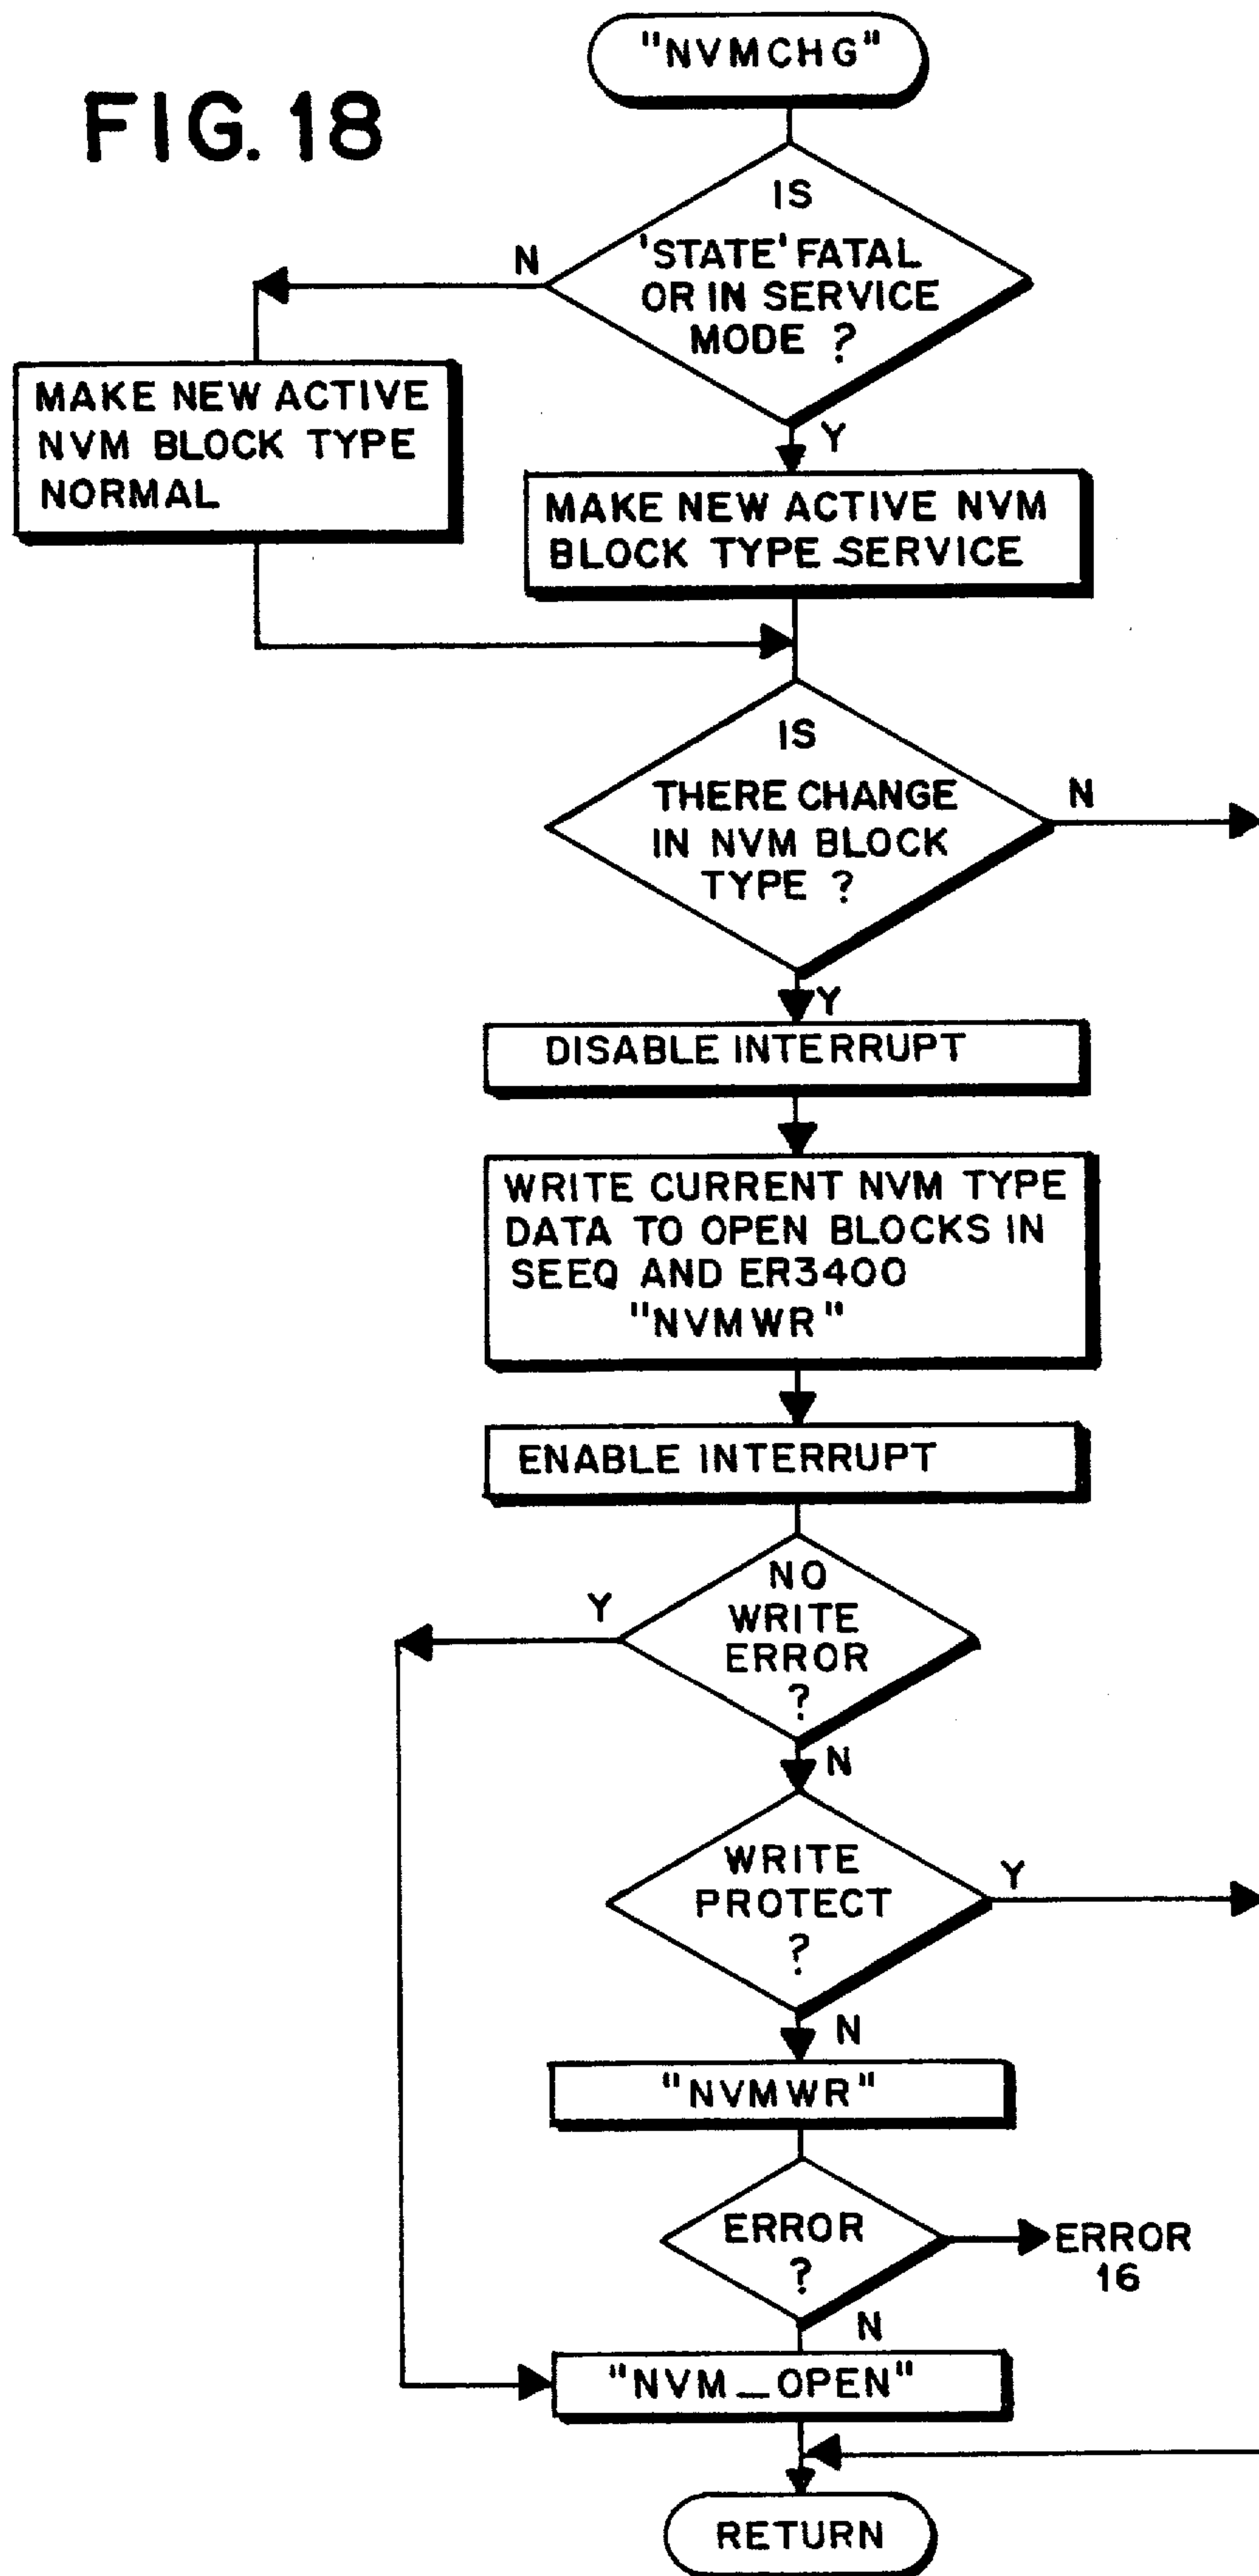 FIG. 18
"NVMCHG"
IS
'STATE' FATAL
OR IN SERVICE
MODE ?
N
Y
MAKE NEW ACTIVE
NVM BLOCK TYPE
NORMAL
MAKE NEW ACTIVE NVM
BLOCK TYPE SERVICE
IS
THERE CHANGE
IN NVM BLOCK
TYPE ?
N
Y
DISABLE INTERRUPT
WRITE CURRENT NVM TYPE
DATA TO OPEN BLOCKS IN
SEEQ AND ER3400
"NVMWR"
ENABLE INTERRUPT
NO
WRITE
ERROR
?
Y
N
WRITE
PROTECT
?
Y
N
"NVMWR"
ERROR
?
ERROR
16
N
"NVM_OPEN"
RETURN